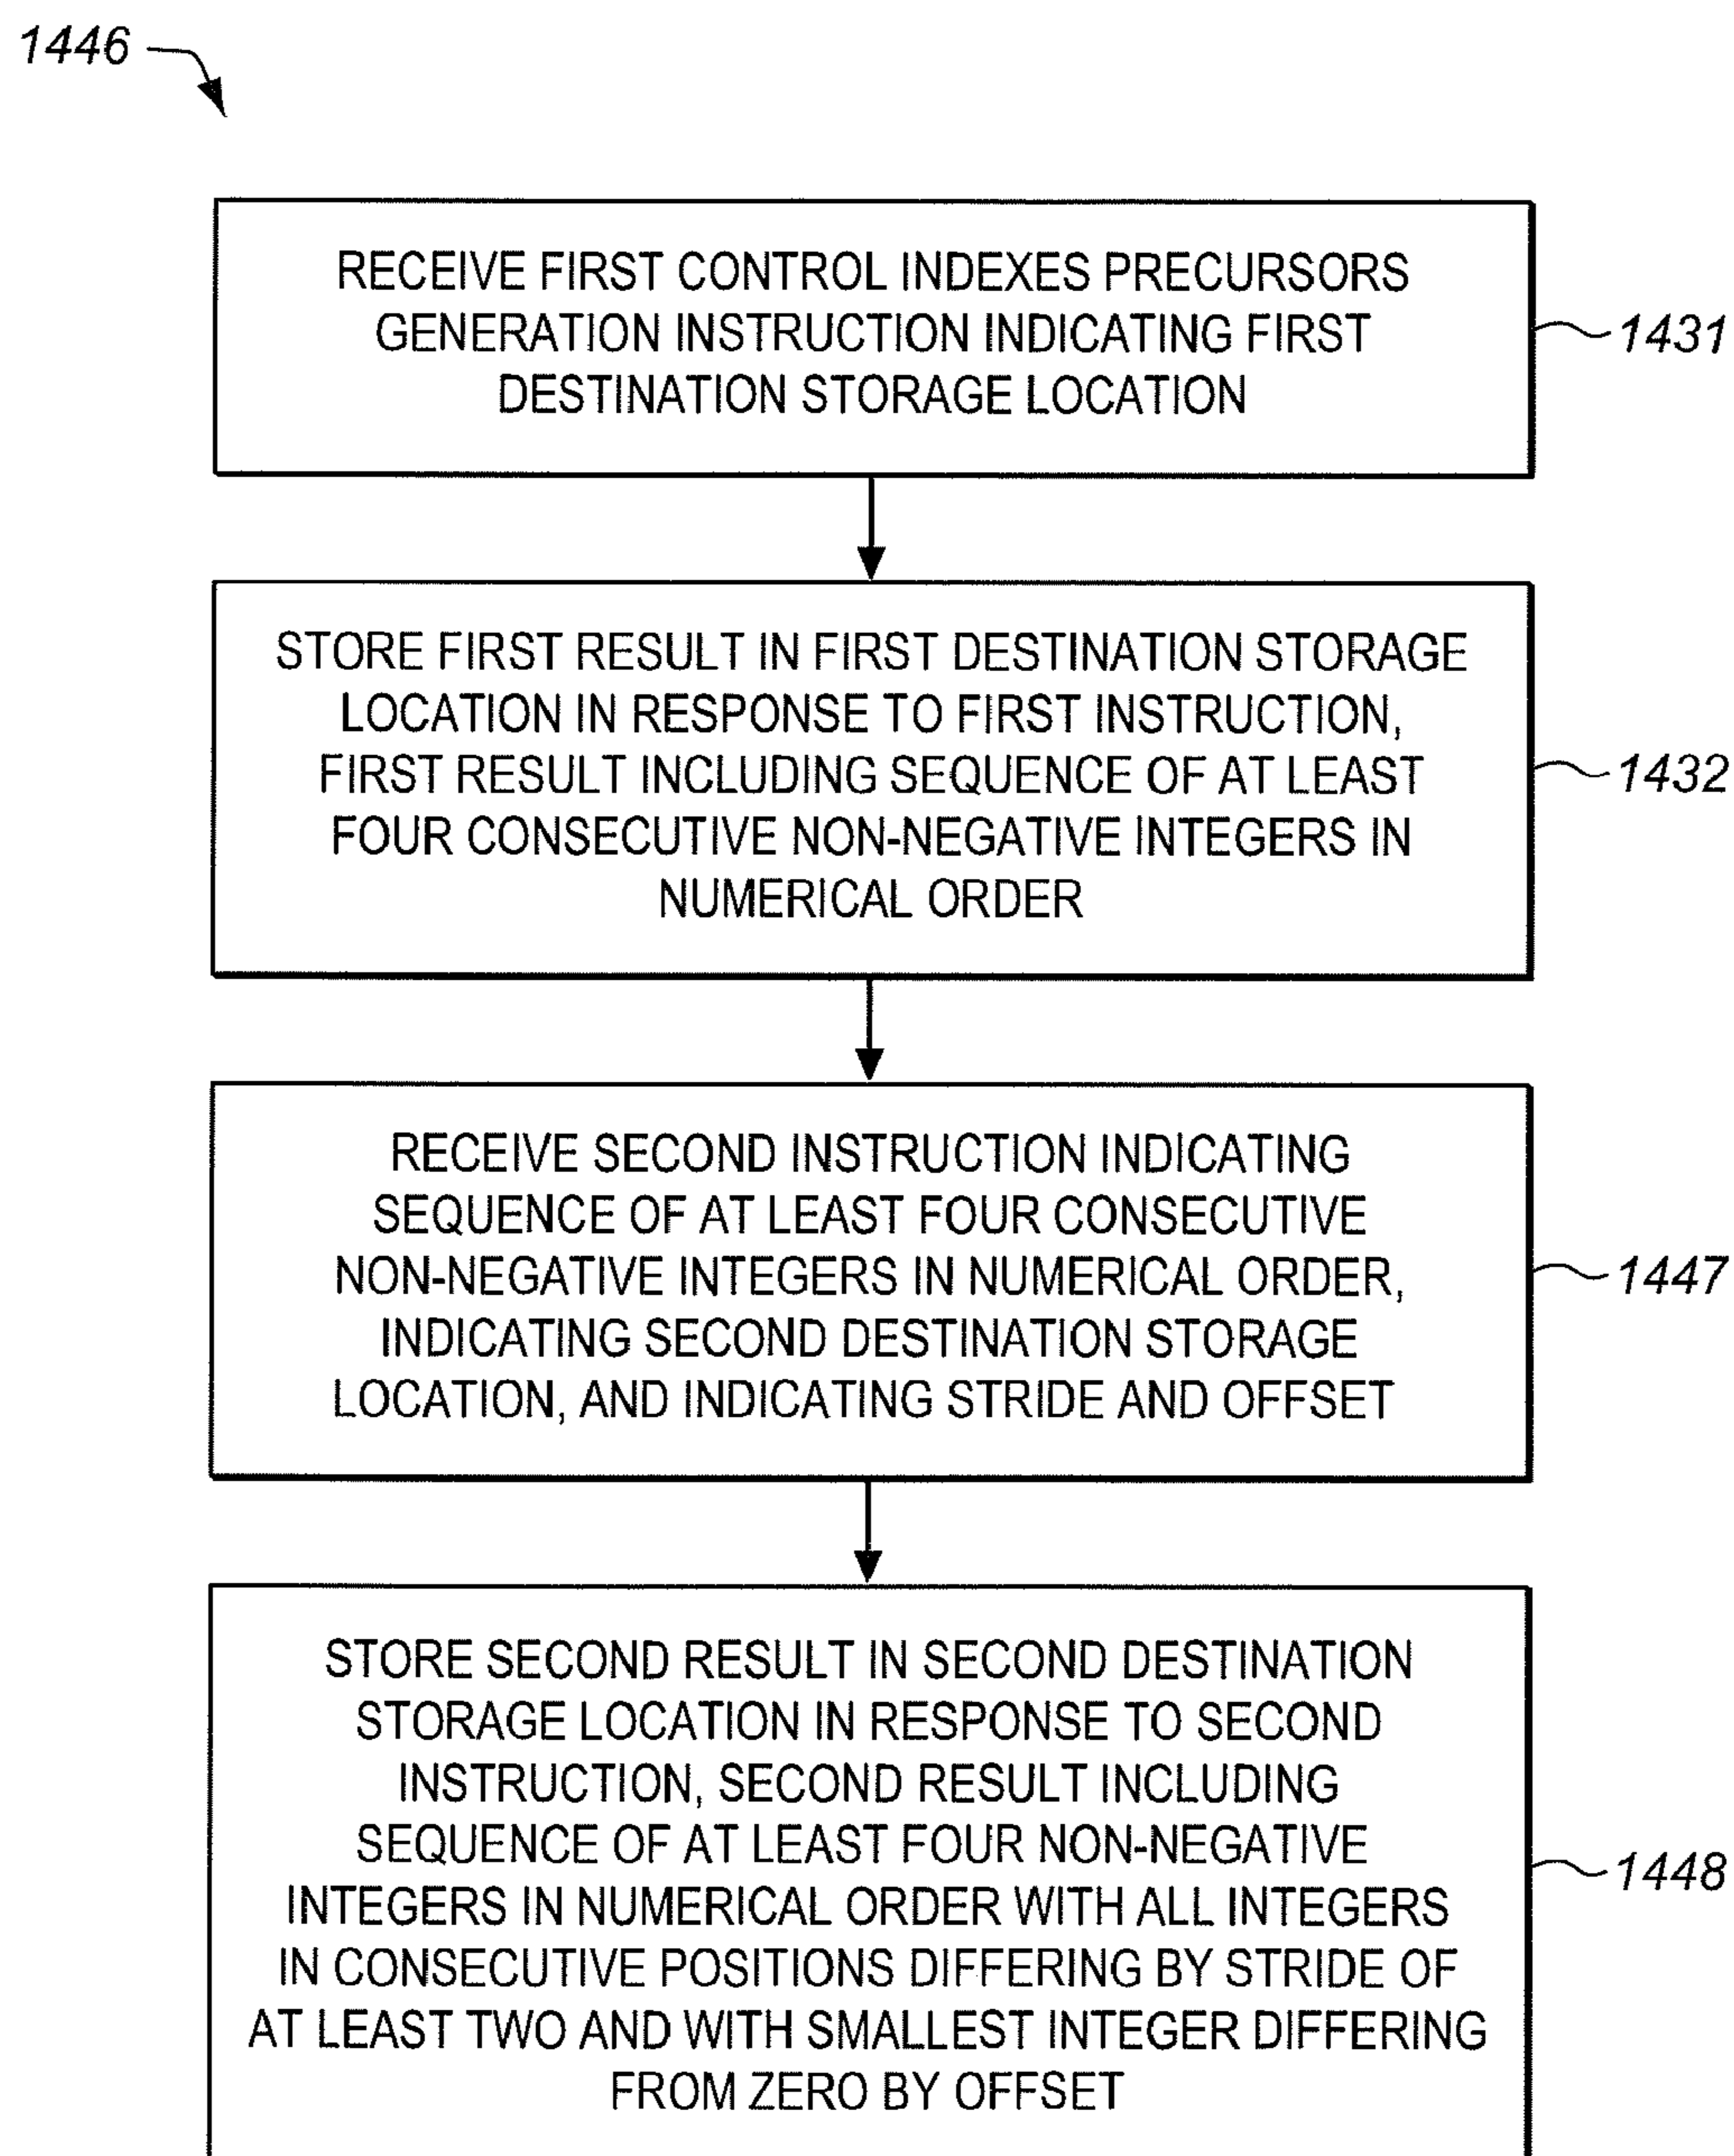 1446
RECEIVE FIRST CONTROL INDEXES PRECURSORS
GENERATION INSTRUCTION INDICATING FIRST
DESTINATION STORAGE LOCATION
1431
STORE FIRST RESULT IN FIRST DESTINATION STORAGE
LOCATION IN RESPONSE TO FIRST INSTRUCTION,
FIRST RESULT INCLUDING SEQUENCE OF AT LEAST
FOUR CONSECUTIVE NON-NEGATIVE INTEGERS IN
NUMERICAL ORDER
1432
RECEIVE SECOND INSTRUCTION INDICATING
SEQUENCE OF AT LEAST FOUR CONSECUTIVE
NON-NEGATIVE INTEGERS IN NUMERICAL ORDER,
INDICATING SECOND DESTINATION STORAGE
LOCATION, AND INDICATING STRIDE AND OFFSET
1447
STORE SECOND RESULT IN SECOND DESTINATION
STORAGE LOCATION IN RESPONSE TO SECOND
INSTRUCTION, SECOND RESULT INCLUDING
SEQUENCE OF AT LEAST FOUR NON-NEGATIVE
INTEGERS IN NUMERICAL ORDER WITH ALL INTEGERS
IN CONSECUTIVE POSITIONS DIFFERING BY STRIDE OF
AT LEAST TWO AND WITH SMALLEST INTEGER DIFFERING
FROM ZERO BY OFFSET
1448